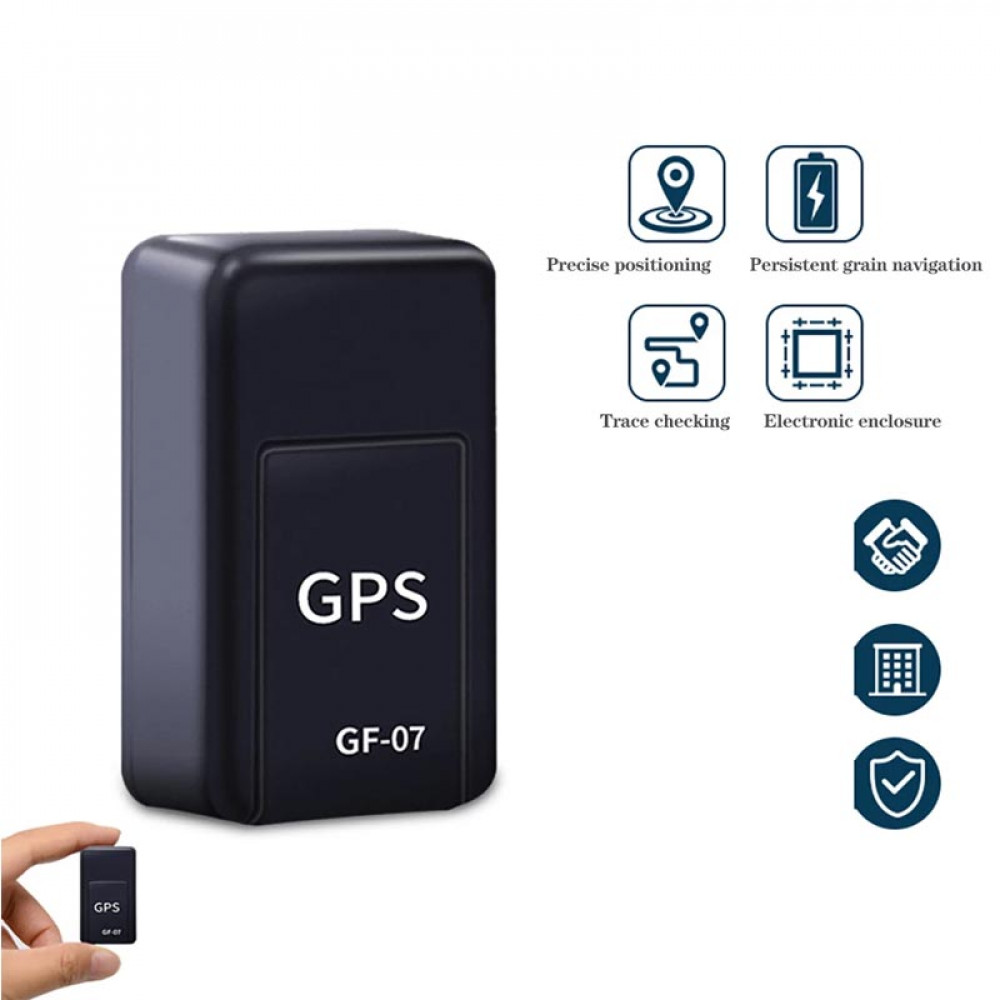 Precise positioning
Persistent grain navigation
Trace checking
Electronic enclosure
GPS
GF-07
GPS
GF-07